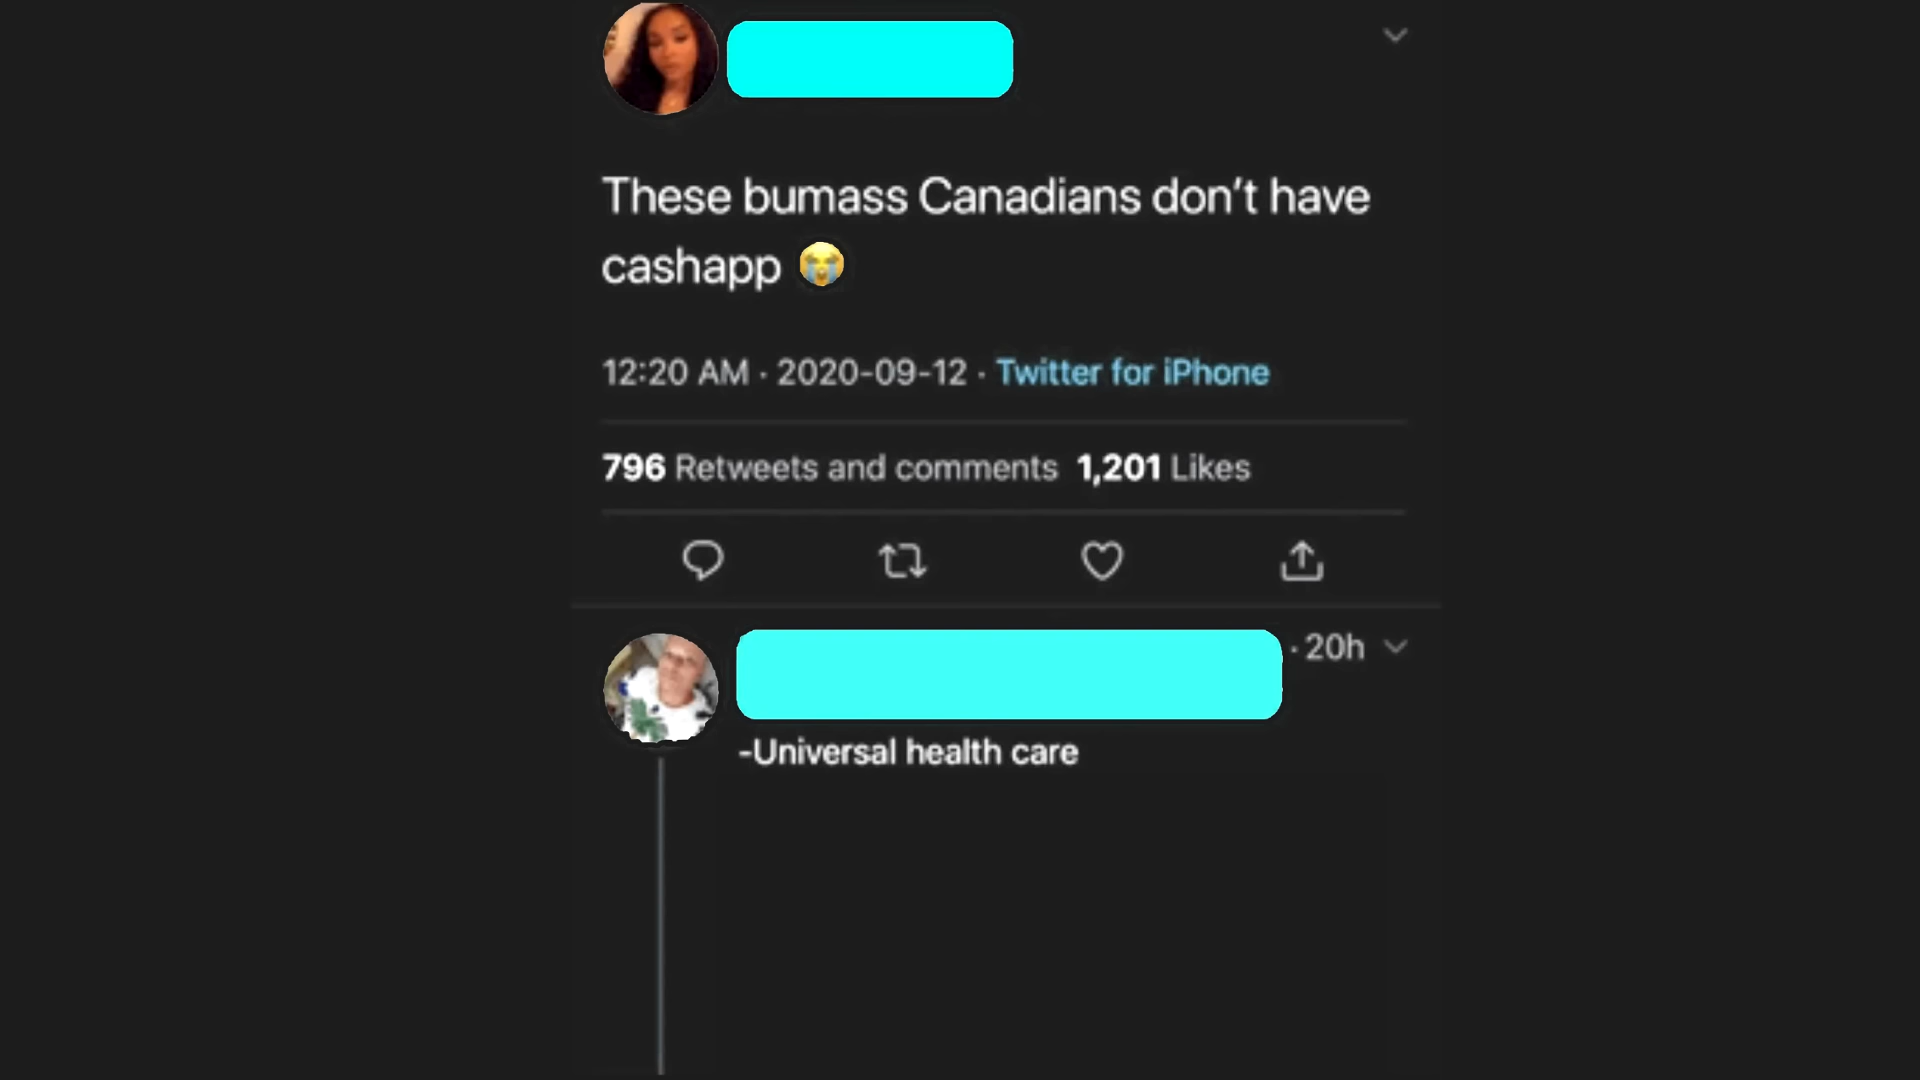 These bumass Canadians don’t have
cashapp 😭
12:20 AM · 2020-09-12 · Twitter for iPhone
796 Retweets and comments 1,201 Likes
· 20h
-Universal health care